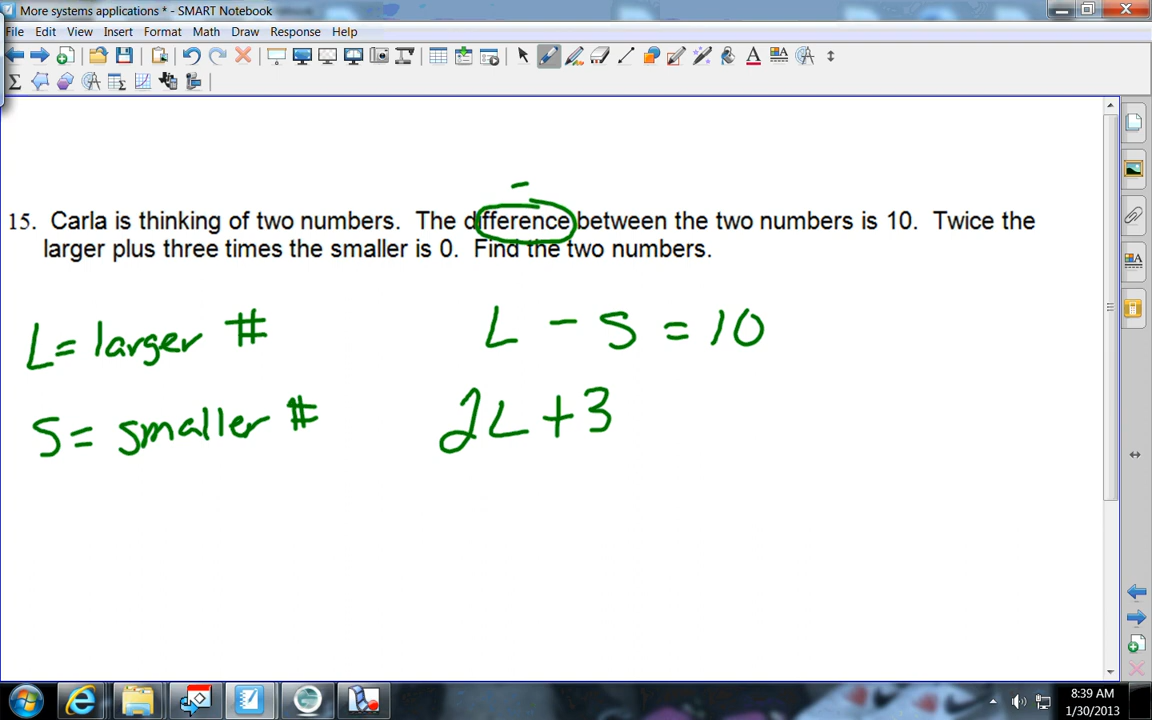 More systems applications * - SMART Notebook
File Edit View Insert Format Math Draw Response Help
15. Carla is thinking of two numbers. The difference between the two numbers is 10. Twice the
larger plus three times the smaller is 0. Find the two numbers.
L = larger #
L - S = 10
S = smaller #
2L + 3
8:39 AM
1/30/2013